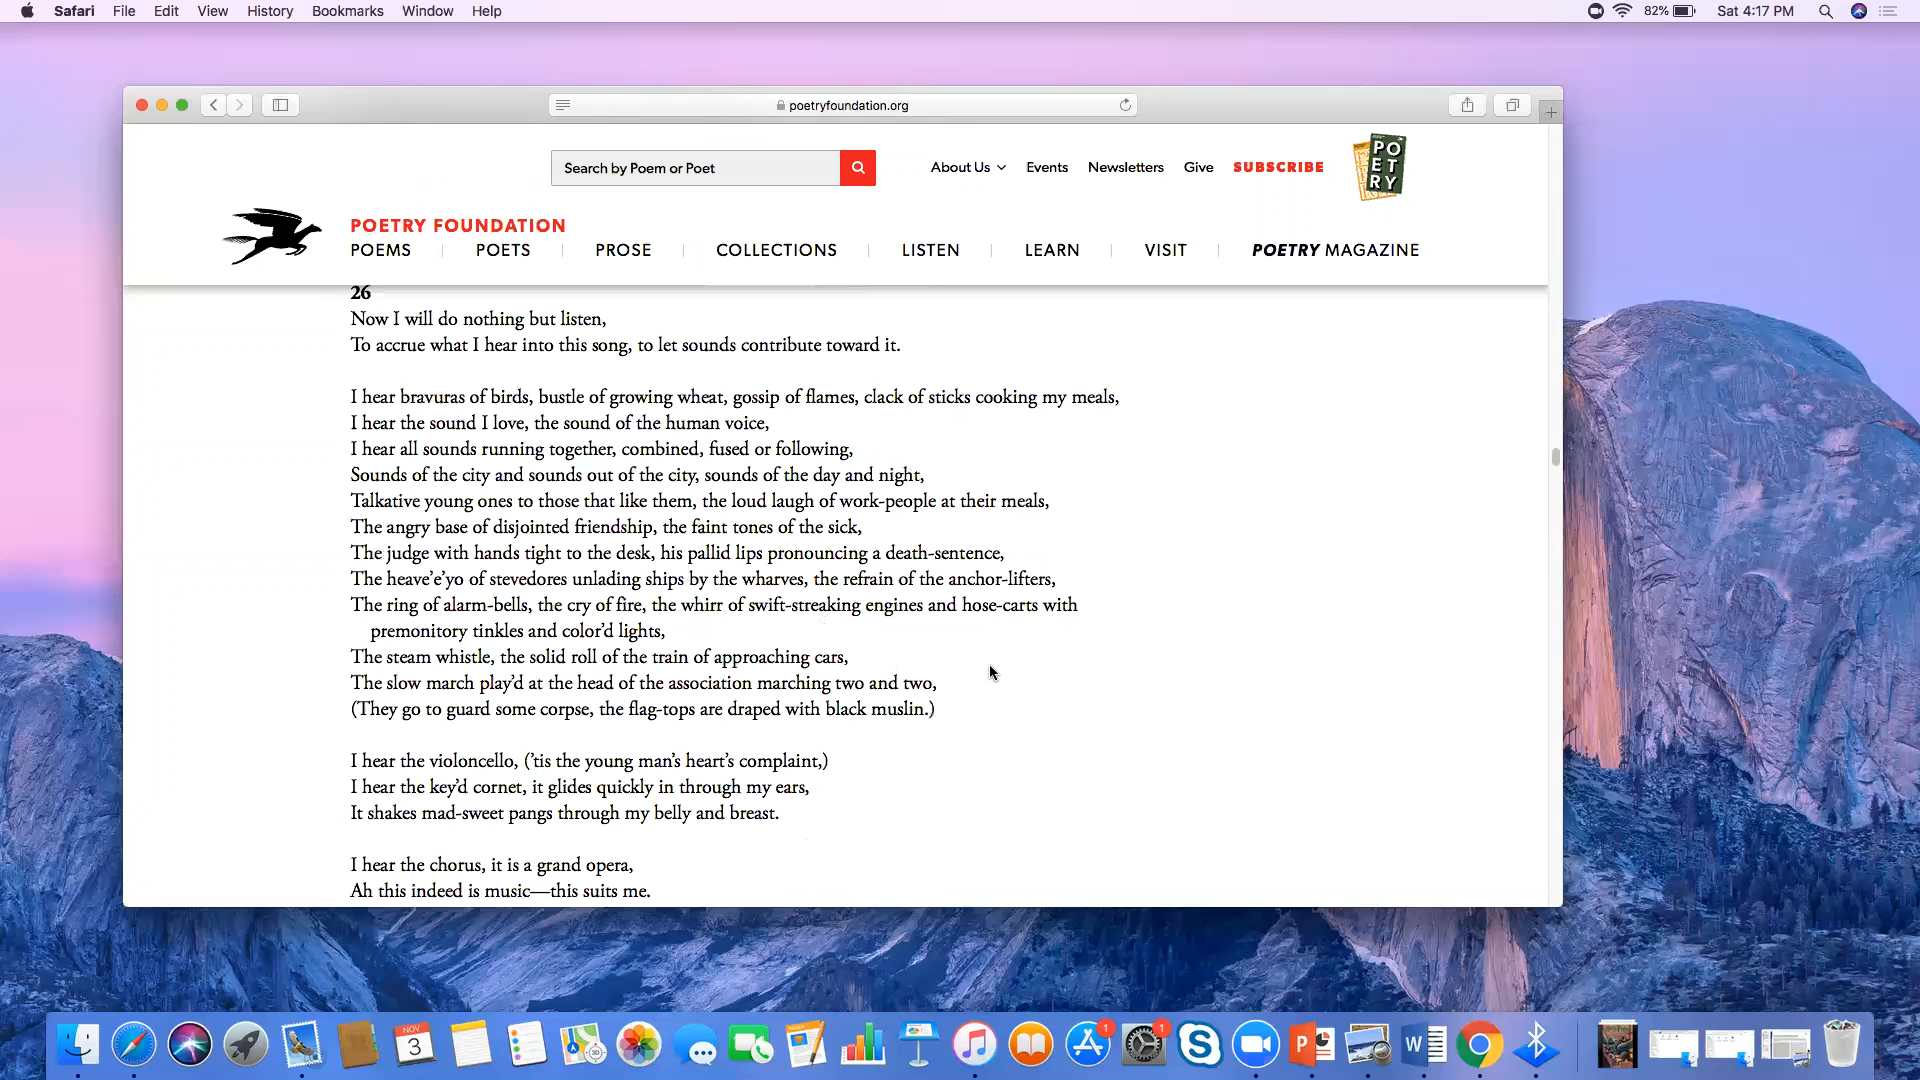 Safari File Edit View History Bookmarks Window Help 82% Sat 4:17 PM
poetryfoundation.org
Search by Poem or Poet About Us Events Newsletters Give SUBSCRIBE
PO
ET
RY
POETRY FOUNDATION
POEMS POETS PROSE COLLECTIONS LISTEN LEARN VISIT POETRY MAGAZINE
26
Now I will do nothing but listen,
To accrue what I hear into this song, to let sounds contribute toward it.
I hear bravuras of birds, bustle of growing wheat, gossip of flames, clack of sticks cooking my meals,
I hear the sound I love, the sound of the human voice,
I hear all sounds running together, combined, fused or following,
Sounds of the city and sounds out of the city, sounds of the day and night,
Talkative young ones to those that like them, the loud laugh of work-people at their meals,
The angry base of disjointed friendship, the faint tones of the sick,
The judge with hands tight to the desk, his pallid lips pronouncing a death-sentence,
The heave'e'yo of stevedores unlading ships by the wharves, the refrain of the anchor-lifters,
The ring of alarm-bells, the cry of fire, the whirr of swift-streaking engines and hose-carts with
premonitory tinkles and color'd lights,
The steam whistle, the solid roll of the train of approaching cars,
The slow march play'd at the head of the association marching two and two,
(They go to guard some corpse, the flag-tops are draped with black muslin.)
I hear the violoncello, ('tis the young man's heart's complaint,)
I hear the key'd cornet, it glides quickly in through my ears,
It shakes mad-sweet pangs through my belly and breast.
I hear the chorus, it is a grand opera,
Ah this indeed is music—this suits me.
NOV
3
3D
1
1
S
P
W